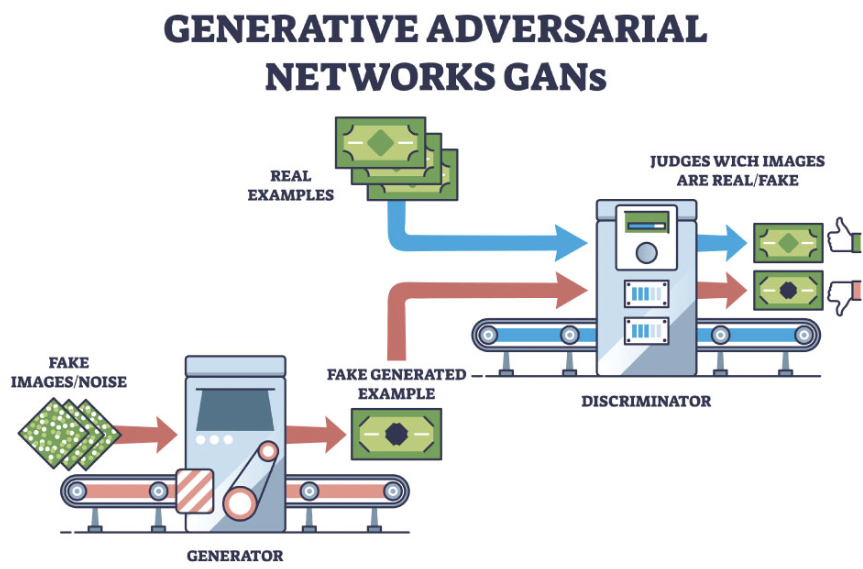 GENERATIVE ADVERSARIAL
NETWORKS GANs
REAL
EXAMPLES
JUDGES WICH IMAGES
ARE REAL/FAKE
FAKE
IMAGES/NOISE
FAKE GENERATED
EXAMPLE
DISCRIMINATOR
GENERATOR